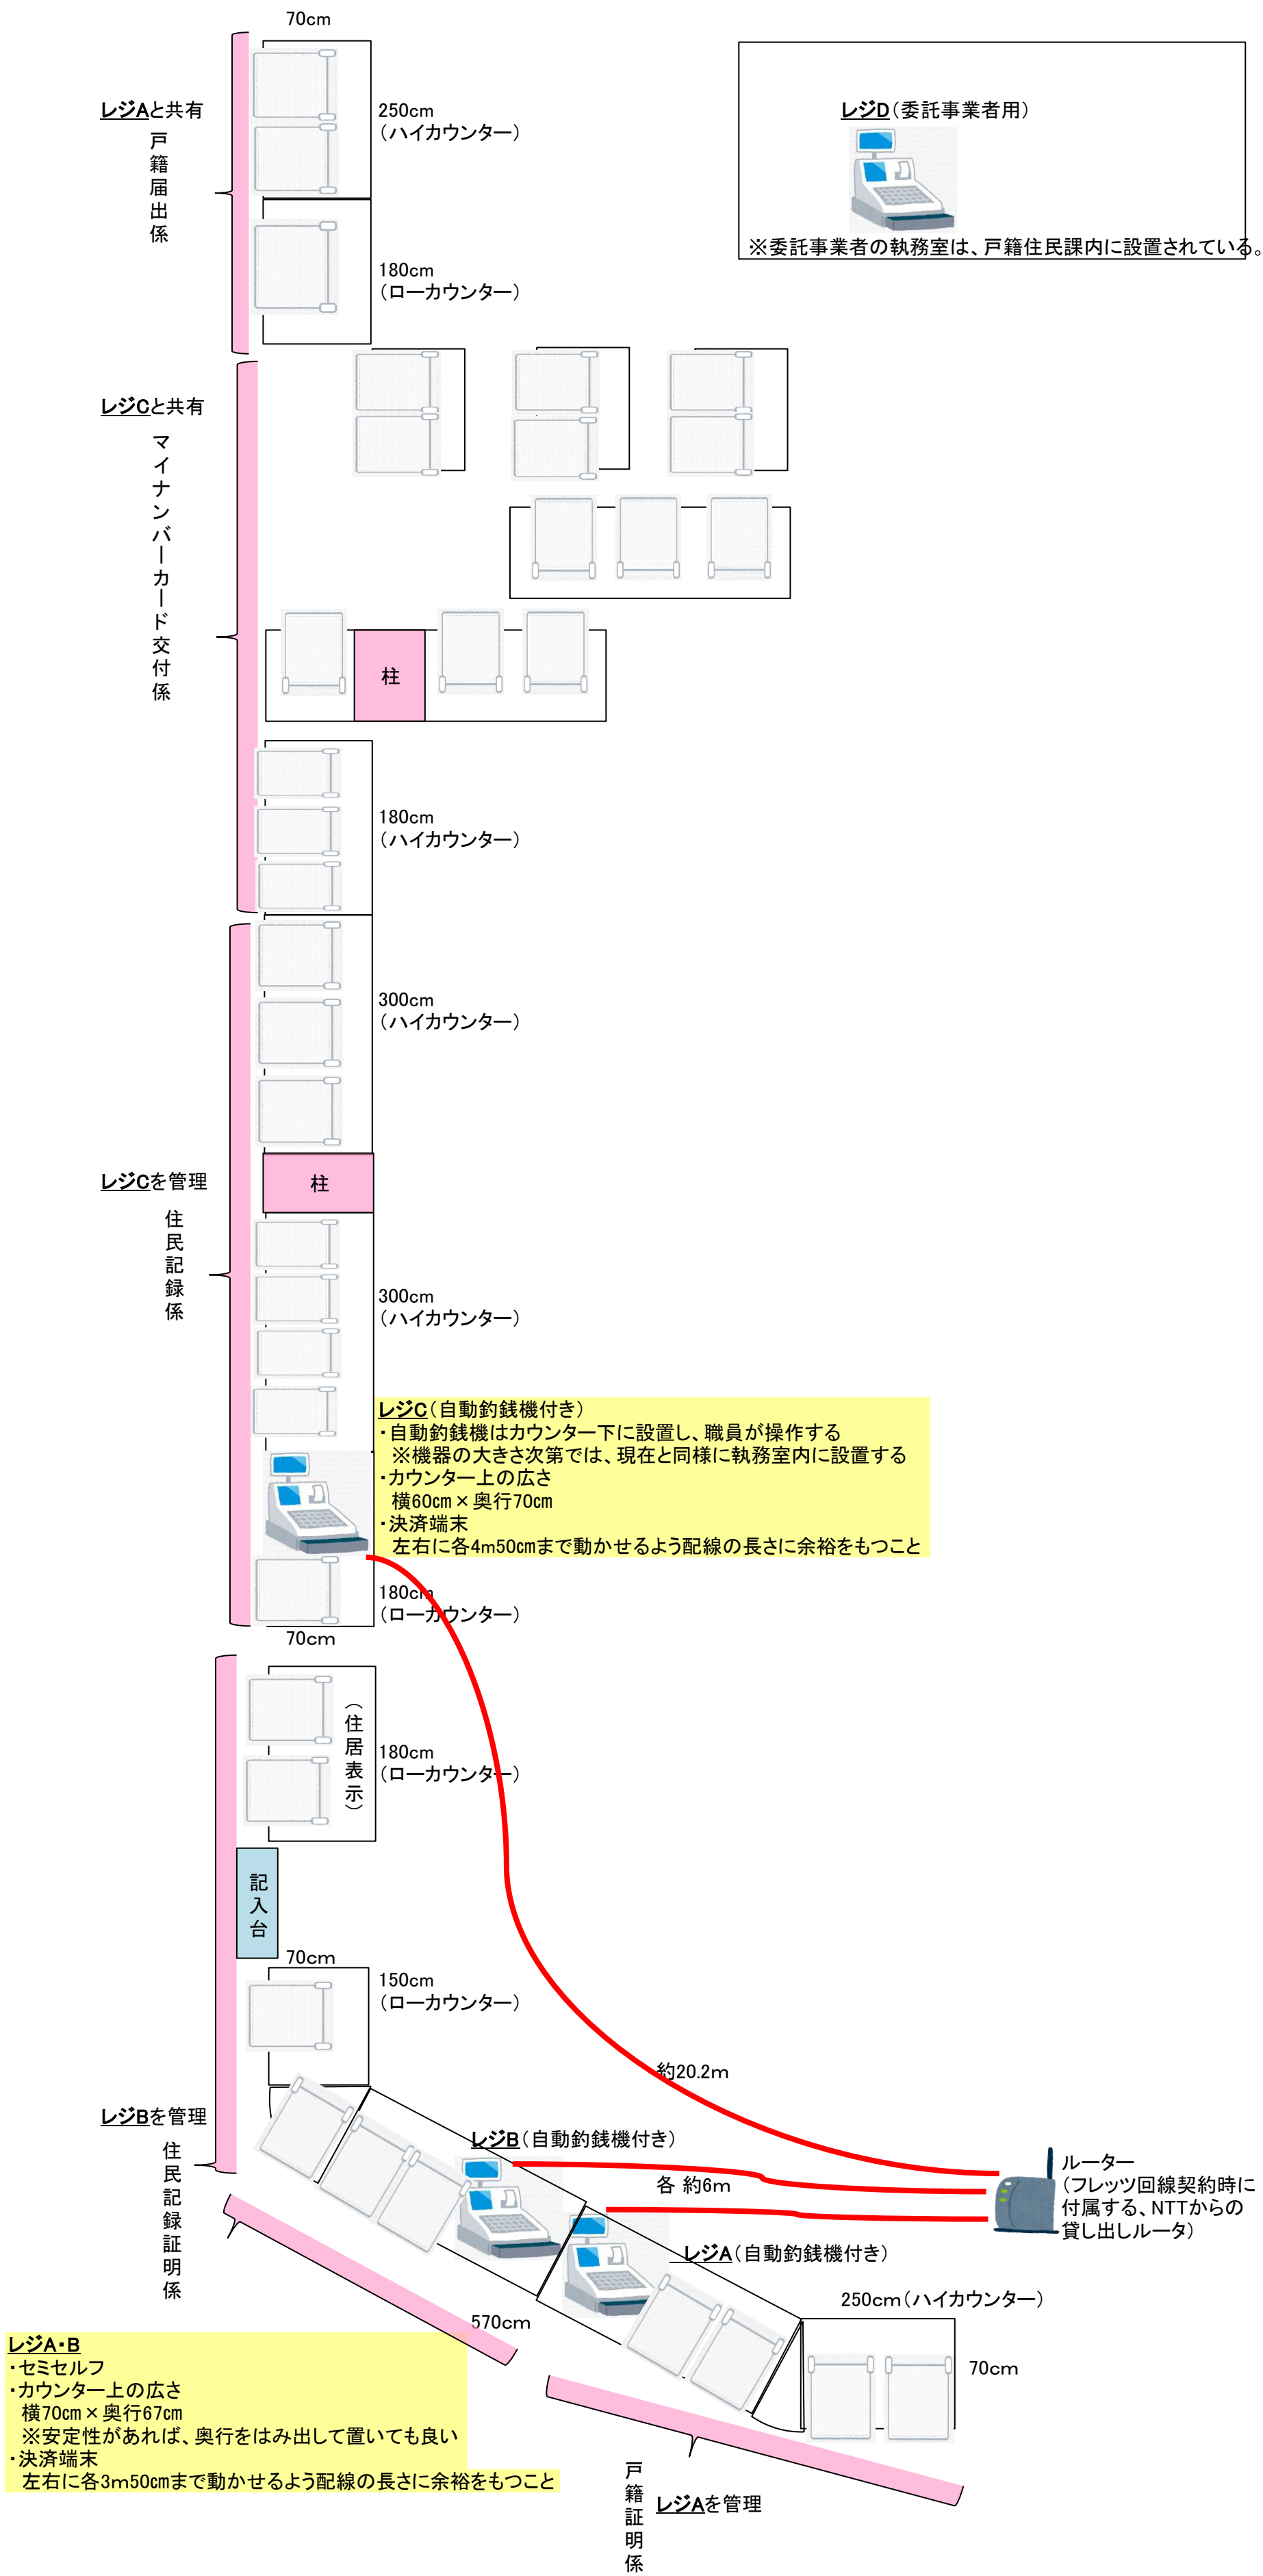 70cm
レジAと共有
戸籍届出係
250cm
（ハイカウンター）
180cm
（ローカウンター）
レジD（委託事業者用）
※委託事業者の執務室は、戸籍住民課内に設置されている。
レジCと共有
マイナンバーカード交付係
柱
180cm
（ハイカウンター）
300cm
（ハイカウンター）
柱
レジCを管理
住民記録係
300cm
（ハイカウンター）
レジC（自動釣銭機付き）
・自動釣銭機はカウンター下に設置し、職員が操作する
※機器の大きさ次第では、現在と同様に執務室内に設置する
・カウンター上の広さ
横60㎝×奥行70㎝
・決済端末
左右に各4ｍ50㎝まで動かせるよう配線の長さに余裕をもつこと
180cm
（ローカウンター）
70cm
（住居表示）
180cm
（ローカウンター）
記入台
70cm
150cm
（ローカウンター）
約20.2ｍ
レジBを管理
住民記録証明係
レジB（自動釣銭機付き）
各 約6ｍ
ルーター
（フレッツ回線契約時に
付属する、NTTからの
貸し出しルータ）
レジA（自動釣銭機付き）
250cm（ハイカウンター）
570cm
70cm
レジA・B
・セミセルフ
・カウンター上の広さ
横70㎝×奥行67㎝
※安定性があれば、奥行をはみ出して置いても良い
・決済端末
左右に各3ｍ50㎝まで動かせるよう配線の長さに余裕をもつこと
戸籍証明係
レジAを管理